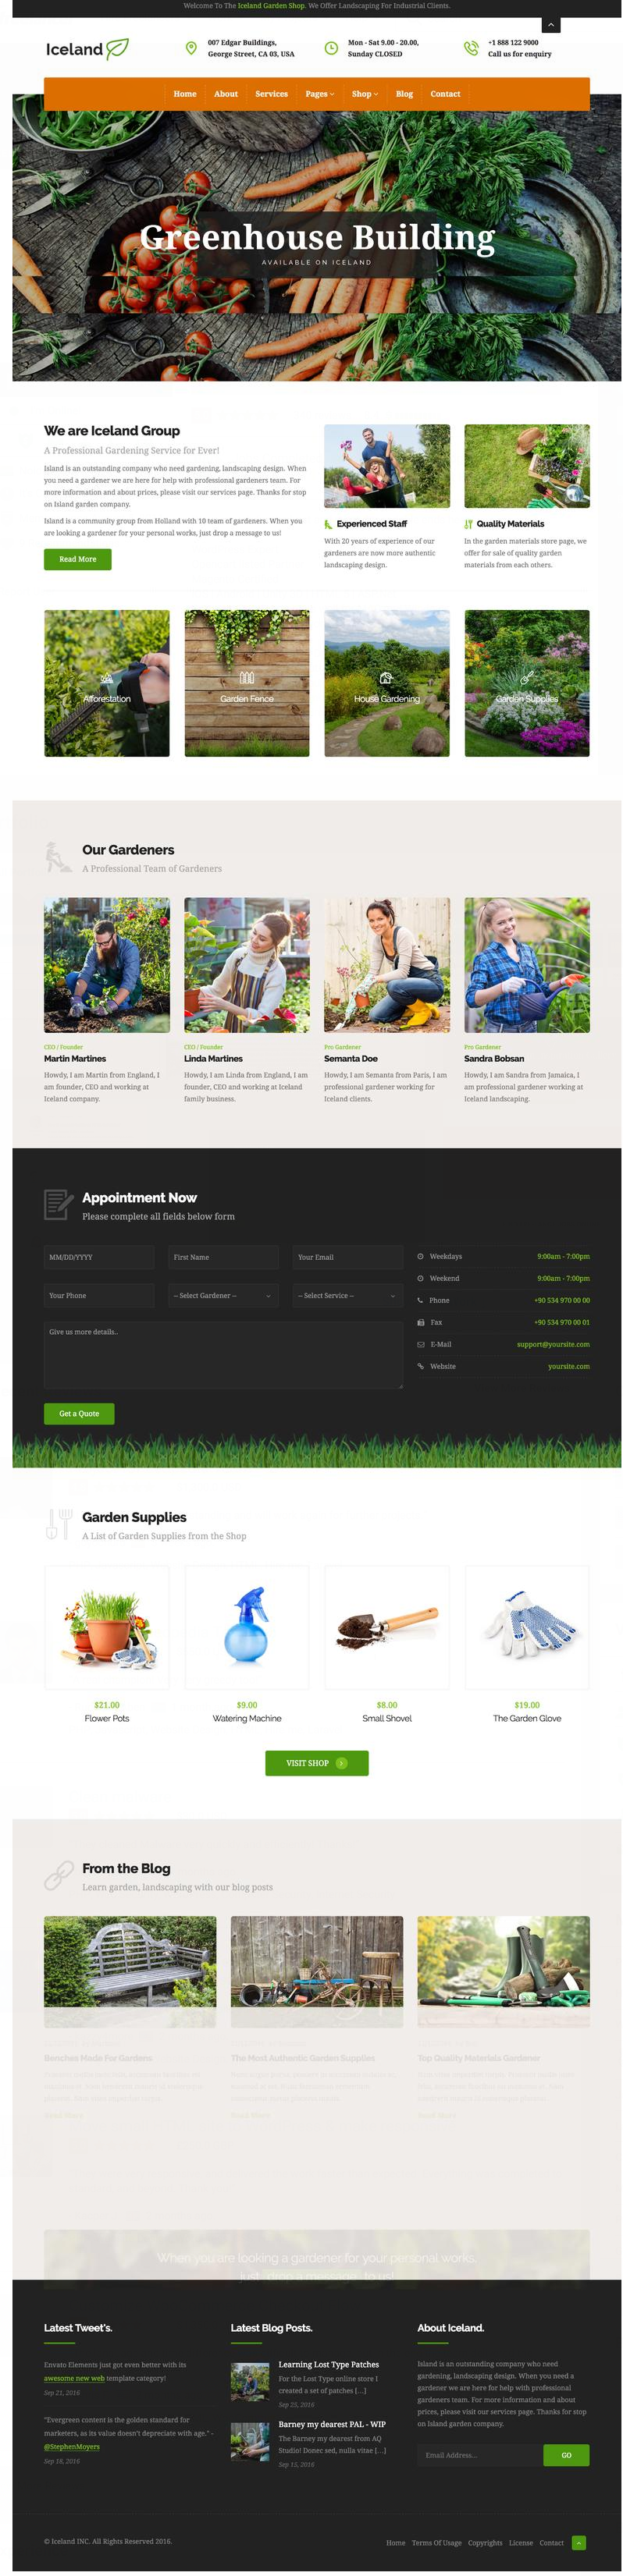 Welcome To The Iceland Garden Shop. We Offer Landscaping For Industrial Clients.
Iceland
007 Edgar Buildings,
George Street, CA 03, USA
Mon - Sat 9.00 - 20.00,
Sunday CLOSED
+1 888 122 9000
Call us for enquiry
Home About Services Pages Shop Blog Contact
Greenhouse Building
AVAILABLE ON ICELAND
We are Iceland Group
A Professional Gardening Service for Ever!
Island is an outstanding company who need gardening, landscaping design. When
you need a gardener we are here for help with professional gardeners team. For
more information and about prices, please visit our services page. Thanks for stop
on Island garden company.
Island is a community group from Holland with 10 team of gardeners. When you
are looking a gardener for your personal works, just drop a message to us!
Read More
Experienced Staff
With 20 years of experience of our
gardeners are now more authentic
landscaping design.
Quality Materials
In the garden materials store page, we
offer for sale of quality garden
materials from each others.
Afforestation
Garden Fence
House Gardening
Garden Supplies
Our Gardeners
A Professional Team of Gardeners
CEO / Founder
Martin Martines
Howdy, I am Martin from England, I
am founder, CEO and working at
Iceland company.
CEO / Founder
Linda Martines
Howdy, I am Linda from England, I am
founder, CEO and working at Iceland
family business.
Pro Gardener
Semanta Doe
Howdy, I am Semanta from Paris, I am
professional gardener working for
Iceland clients.
Pro Gardener
Sandra Bobsan
Howdy, I am Sandra from Jamaica, I
am professional gardener working at
Iceland landscaping.
Appointment Now
Please complete all fields below form
MM/DD/YYYY
First Name
Your Email
Your Phone
-- Select Gardener --
-- Select Service --
Give us more details..
Get a Quote
Weekdays 9:00am - 7:00pm
Weekend 9:00am - 7:00pm
Phone +90 534 970 00 00
Fax +90 534 970 00 01
E-Mail support@yoursite.com
Website yoursite.com
Garden Supplies
A List of Garden Supplies from the Shop
$21.00
Flower Pots
$9.00
Watering Machine
$8.00
Small Shovel
$19.00
The Garden Glove
VISIT SHOP
From the Blog
Learn garden, landscaping with our blog posts
Benches Made For Gardens
The Most Authentic Garden Supplies
Top Quality Materials Gardener
Read More
Read More
Read More
When you are looking a gardener for your personal works,
just drop a message to us!
Latest Tweet's.
Envato Elements just got even better with its
awesome new web template category!
Sep 21, 2016
"Evergreen content is the golden standard for
marketers, as its value doesn't depreciate with age." -
@StephenMoyers
Sep 16, 2016
Latest Blog Posts.
Learning Lost Type Patches
For the Lost Type online store I
created a set of patches [...]
Sep 25, 2016
Barney my dearest PAL - WIP
The Barney my dearest from AQ
Studio! Donec sed, nulla vitae [...]
Sep 15, 2016
About Iceland.
Island is an outstanding company who need
gardening, landscaping design. When you need a
gardener we are here for help with professional
gardeners team. For more information and about
prices, please visit our services page. Thanks for stop
on Island garden company.
Email Address...
GO
© Iceland INC. All Rights Reserved 2016.
Home Terms Of Usage Copyrights License Contact